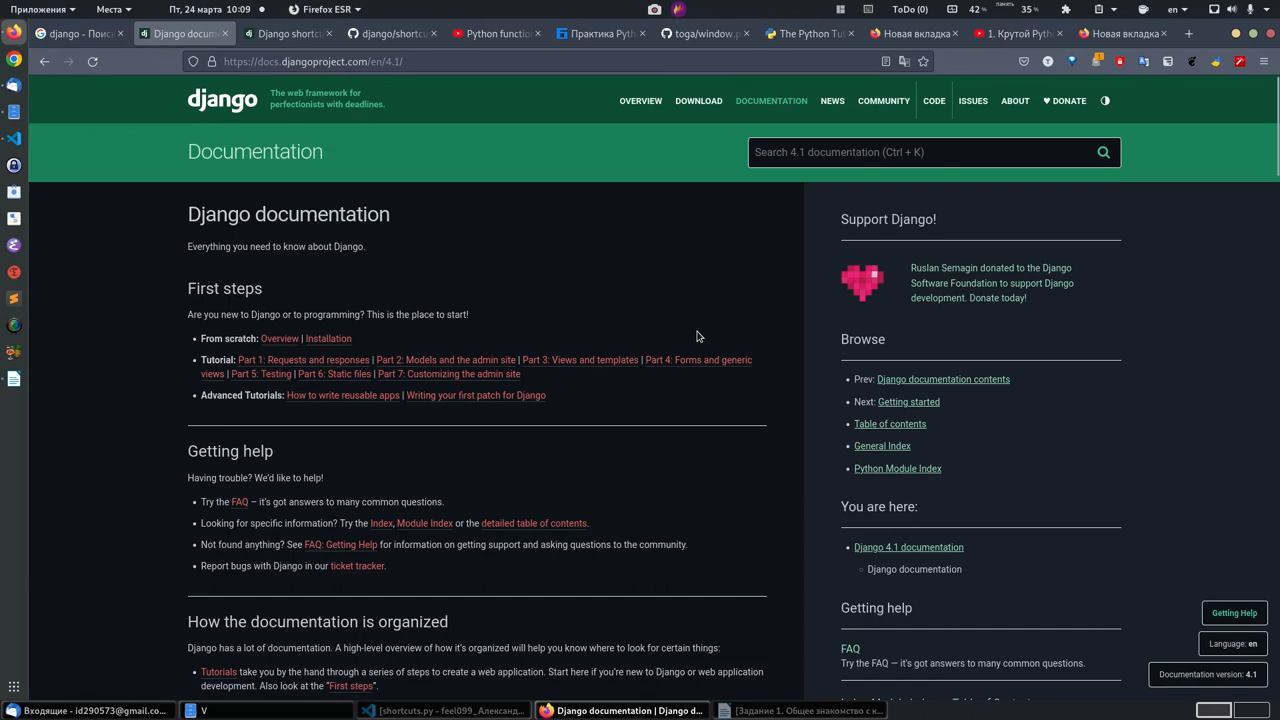 Приложения
Места
Пт, 24 марта
10:09
Firefox ESR
ToDo (0)
42 %
35 %
en
django - Поиск
Django docum
Django shortcu
django/shortcu
Python function
Практика Pyth
toga/window.p
The Python Tut
Новая вкладка
1. Крутой Pyth
Новая вкладка
https://docs.djangoproject.com/en/4.1/
django
The web framework for
perfectionists with deadlines.
OVERVIEW
DOWNLOAD
DOCUMENTATION
NEWS
COMMUNITY
CODE
ISSUES
ABOUT
♥ DONATE
Documentation
Search 4.1 documentation (Ctrl + K)
Django documentation
Everything you need to know about Django.
First steps
Are you new to Django or to programming? This is the place to start!
• From scratch: Overview | Installation
• Tutorial: Part 1: Requests and responses | Part 2: Models and the admin site | Part 3: Views and templates | Part 4: Forms and generic
views | Part 5: Testing | Part 6: Static files | Part 7: Customizing the admin site
• Advanced Tutorials: How to write reusable apps | Writing your first patch for Django
Getting help
Having trouble? We'd like to help!
• Try the FAQ – it's got answers to many common questions.
• Looking for specific information? Try the Index, Module Index or the detailed table of contents.
• Not found anything? See FAQ: Getting Help for information on getting support and asking questions to the community.
• Report bugs with Django in our ticket tracker.
How the documentation is organized
Django has a lot of documentation. A high-level overview of how it's organized will help you know where to look for certain things:
• Tutorials take you by the hand through a series of steps to create a web application. Start here if you're new to Django or web application
development. Also look at the "First steps".
Support Django!
Ruslan Semagin donated to the Django
Software Foundation to support Django
development. Donate today!
Browse
• Prev: Django documentation contents
• Next: Getting started
• Table of contents
• General Index
• Python Module Index
You are here:
• Django 4.1 documentation
Django documentation
Getting help
FAQ
Try the FAQ — it's got answers to many common questions.
Getting Help
Language: en
Documentation version: 4.1
Входящие - id290573@gmail.co...
V
[shortcuts.py - feel099_Александ...
Django documentation | Django d...
[Задание 1. Общее знакомство с к...